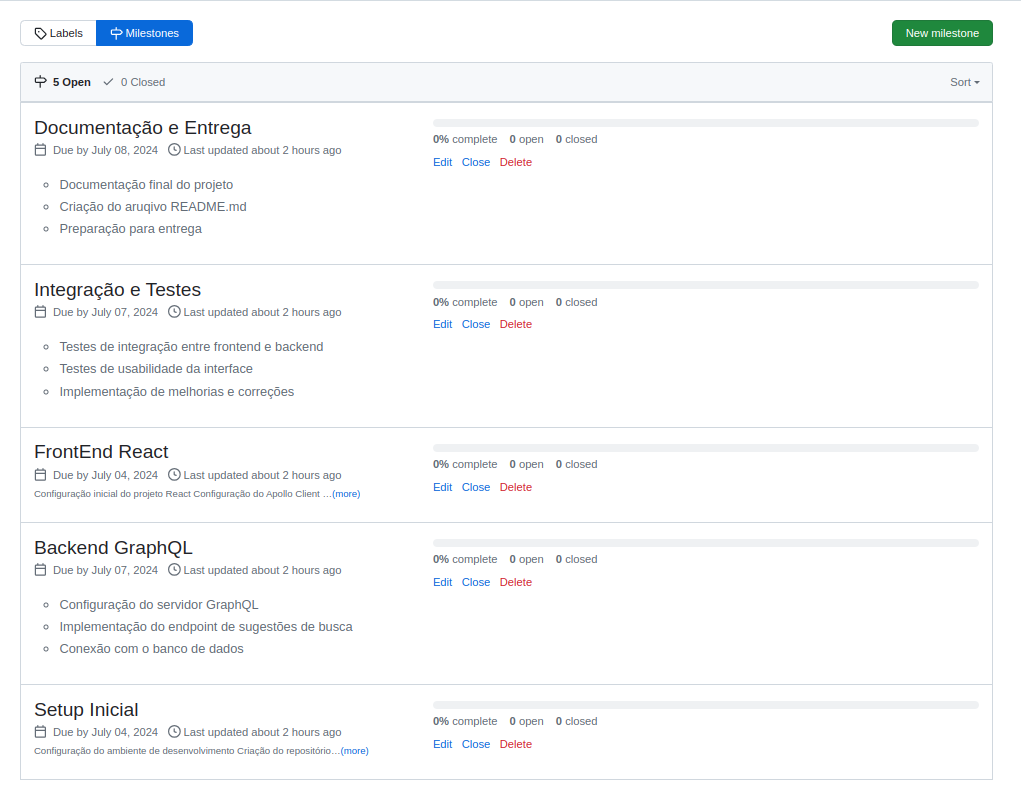 Labels Milestones New milestone
5 Open 0 Closed Sort
Documentação e Entrega
Due by July 08, 2024 Last updated about 2 hours ago
Documentação final do projeto
Criação do aruqivo README.md
Preparação para entrega
0% complete 0 open 0 closed
Edit Close Delete
Integração e Testes
Due by July 07, 2024 Last updated about 2 hours ago
Testes de integração entre frontend e backend
Testes de usabilidade da interface
Implementação de melhorias e correções
0% complete 0 open 0 closed
Edit Close Delete
FrontEnd React
Due by July 04, 2024 Last updated about 2 hours ago
Configuração inicial do projeto React Configuração do Apollo Client …(more)
0% complete 0 open 0 closed
Edit Close Delete
Backend GraphQL
Due by July 07, 2024 Last updated about 2 hours ago
Configuração do servidor GraphQL
Implementação do endpoint de sugestões de busca
Conexão com o banco de dados
0% complete 0 open 0 closed
Edit Close Delete
Setup Inicial
Due by July 04, 2024 Last updated about 2 hours ago
Configuração do ambiente de desenvolvimento Criação do repositório…(more)
0% complete 0 open 0 closed
Edit Close Delete